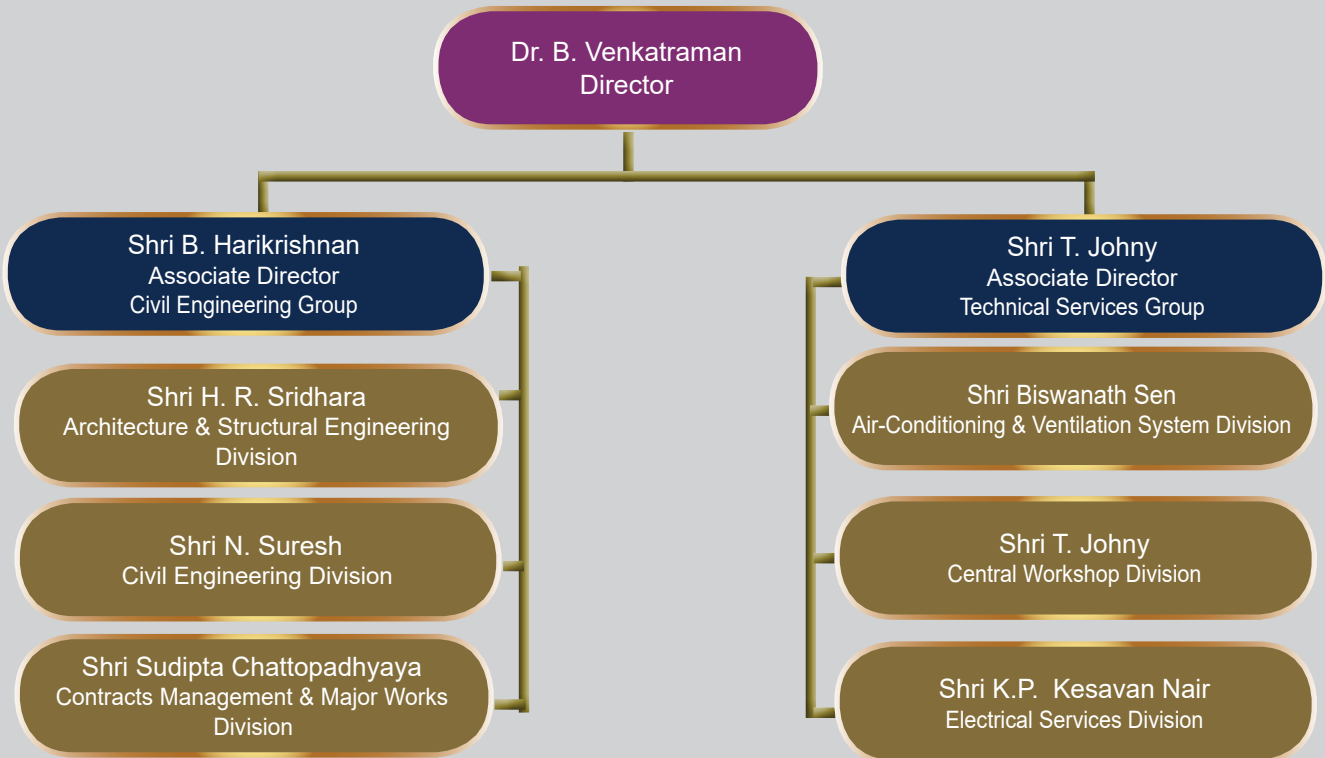 Dr. B. Venkatraman
Director
Shri B. Harikrishnan
Associate Director
Civil Engineering Group
Shri H. R. Sridhara
Architecture & Structural Engineering
Division
Shri N. Suresh
Civil Engineering Division
Shri Sudipta Chattopadhyaya
Contracts Management & Major Works
Division
Shri T. Johny
Associate Director
Technical Services Group
Shri Biswanath Sen
Air-Conditioning & Ventilation System Division
Shri T. Johny
Central Workshop Division
Shri K.P. Kesavan Nair
Electrical Services Division